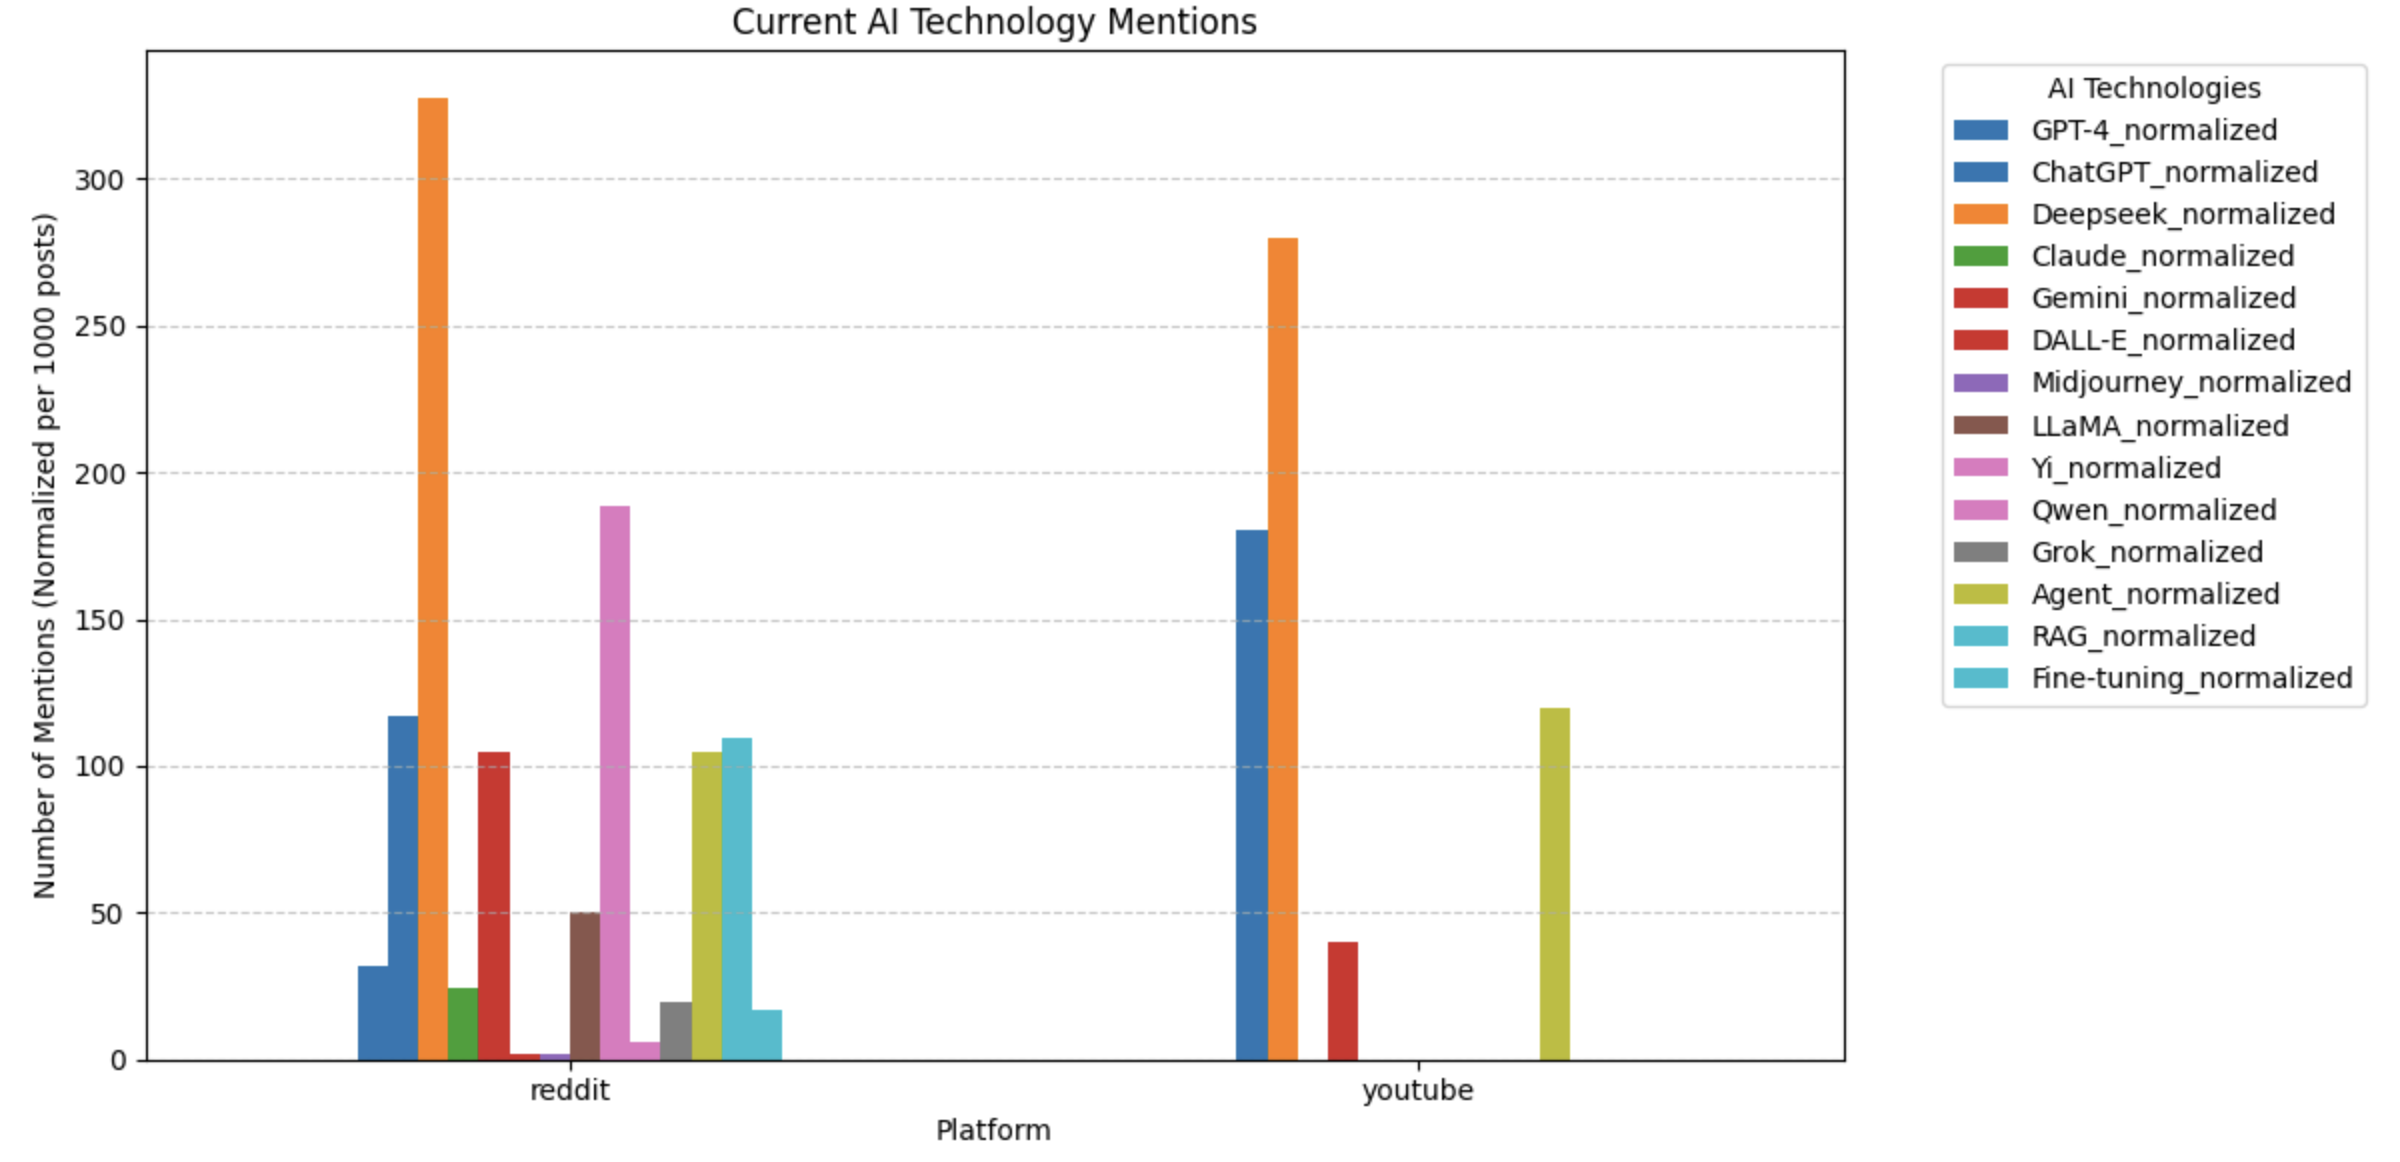 Current AI Technology Mentions
Number of Mentions (Normalized per 1000 posts)
300
250
200
150
100
50
0
reddit
youtube
Platform
AI Technologies
GPT-4_normalized
ChatGPT_normalized
Deepseek_normalized
Claude_normalized
Gemini_normalized
DALL-E_normalized
Midjourney_normalized
LLaMA_normalized
Yi_normalized
Qwen_normalized
Grok_normalized
Agent_normalized
RAG_normalized
Fine-tuning_normalized